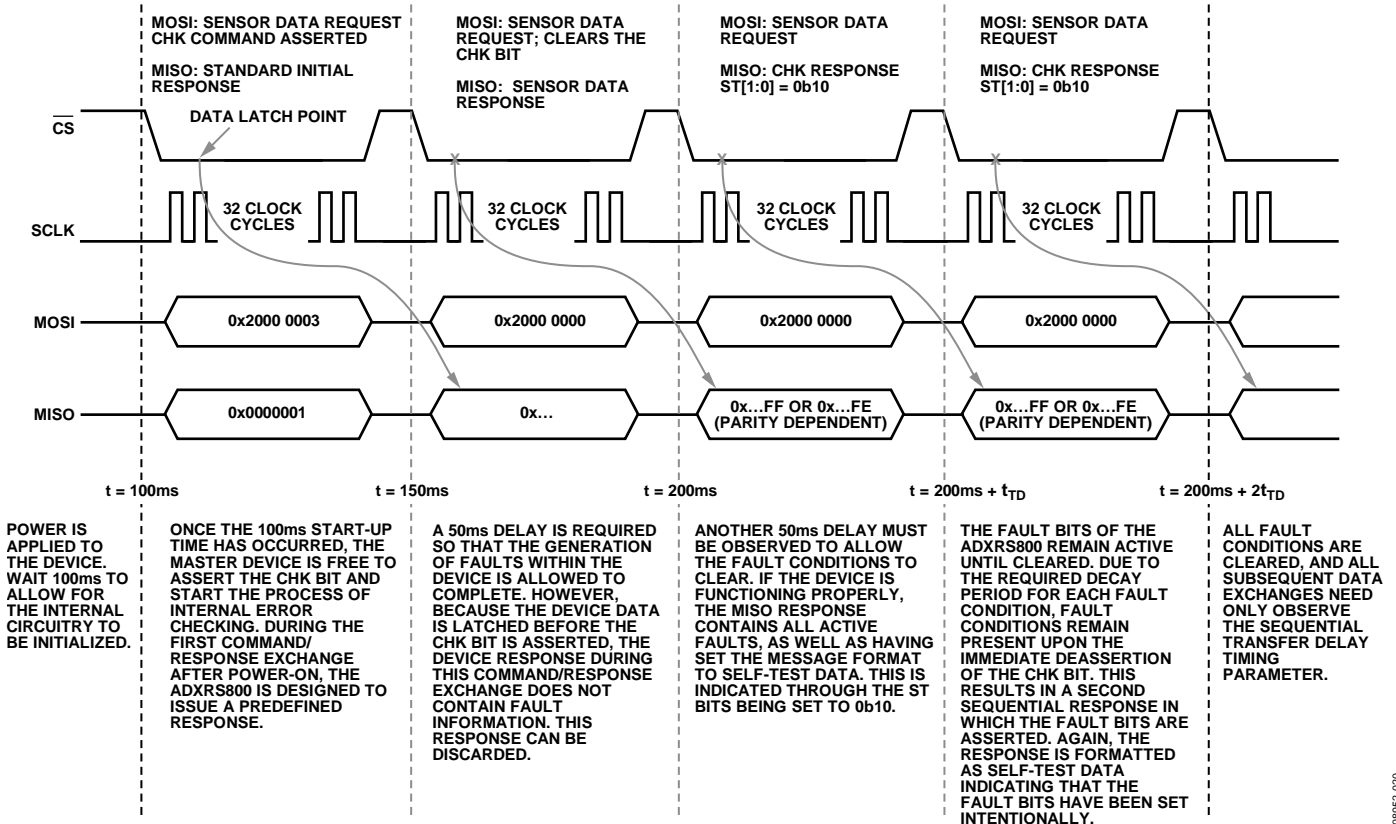 MOSI: SENSOR DATA REQUEST
CHK COMMAND ASSERTED
MISO: STANDARD INITIAL
RESPONSE
MOSI: SENSOR DATA
REQUEST; CLEARS THE
CHK BIT
MISO: SENSOR DATA
RESPONSE
MOSI: SENSOR DATA
REQUEST
MISO: CHK RESPONSE
ST[1:0] = 0b10
MOSI: SENSOR DATA
REQUEST
MISO: CHK RESPONSE
ST[1:0] = 0b10
DATA LATCH POINT
CS
X
X
X
SCLK
32 CLOCK
CYCLES
32 CLOCK
CYCLES
32 CLOCK
CYCLES
32 CLOCK
CYCLES
MOSI
0x2000 0003
0x2000 0000
0x2000 0000
0x2000 0000
MISO
0x0000001
0x...
0x...FF OR 0x...FE
(PARITY DEPENDENT)
0x...FF OR 0x...FE
(PARITY DEPENDENT)
t = 100ms
t = 150ms
t = 200ms
t = 200ms + tTD
t = 200ms + 2tTD
POWER IS
APPLIED TO
THE DEVICE.
WAIT 100ms TO
ALLOW FOR
THE INTERNAL
CIRCUITRY TO
BE INITIALIZED.
ONCE THE 100ms START-UP
TIME HAS OCCURRED, THE
MASTER DEVICE IS FREE TO
ASSERT THE CHK BIT AND
START THE PROCESS OF
INTERNAL ERROR
CHECKING. DURING THE
FIRST COMMAND/
RESPONSE EXCHANGE
AFTER POWER-ON, THE
ADXRS800 IS DESIGNED TO
ISSUE A PREDEFINED
RESPONSE.
A 50ms DELAY IS REQUIRED
SO THAT THE GENERATION
OF FAULTS WITHIN THE
DEVICE IS ALLOWED TO
COMPLETE. HOWEVER,
BECAUSE THE DEVICE DATA
IS LATCHED BEFORE THE
CHK BIT IS ASSERTED, THE
DEVICE RESPONSE DURING
THIS COMMAND/RESPONSE
EXCHANGE DOES NOT
CONTAIN FAULT
INFORMATION. THIS
RESPONSE CAN BE
DISCARDED.
ANOTHER 50ms DELAY MUST
BE OBSERVED TO ALLOW
THE FAULT CONDITIONS TO
CLEAR. IF THE DEVICE IS
FUNCTIONING PROPERLY,
THE MISO RESPONSE
CONTAINS ALL ACTIVE
FAULTS, AS WELL AS HAVING
SET THE MESSAGE FORMAT
TO SELF-TEST DATA. THIS IS
INDICATED THROUGH THE ST
BITS BEING SET TO 0b10.
THE FAULT BITS OF THE
ADXRS800 REMAIN ACTIVE
UNTIL CLEARED. DUE TO
THE REQUIRED DECAY
PERIOD FOR EACH FAULT
CONDITION, FAULT
CONDITIONS REMAIN
PRESENT UPON THE
IMMEDIATE DEASSERTION
OF THE CHK BIT. THIS
RESULTS IN A SECOND
SEQUENTIAL RESPONSE IN
WHICH THE FAULT BITS ARE
ASSERTED. AGAIN, THE
RESPONSE IS FORMATTED
AS SELF-TEST DATA
INDICATING THAT THE
FAULT BITS HAVE BEEN SET
INTENTIONALLY.
ALL FAULT
CONDITIONS ARE
CLEARED, AND ALL
SUBSEQUENT DATA
EXCHANGES NEED
ONLY OBSERVE
THE SEQUENTIAL
TRANSFER DELAY
TIMING
PARAMETER.